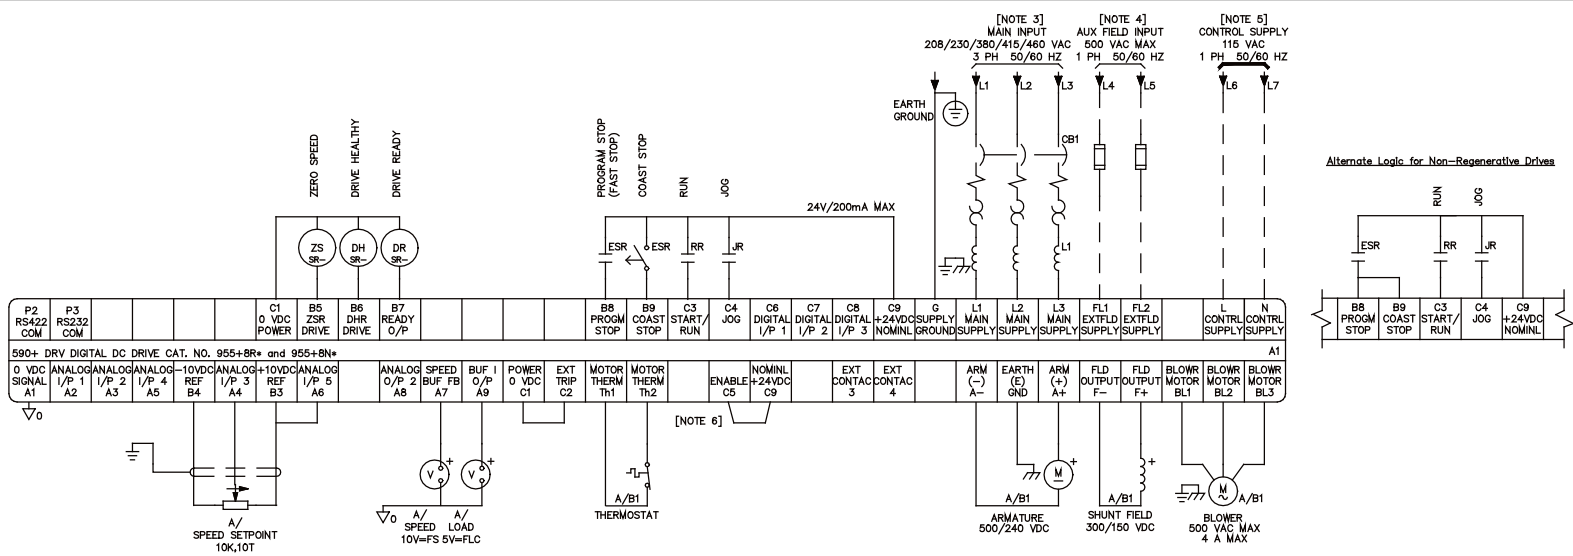 [NOTE 3]
MAIN INPUT
208/230/380/415/460 VAC
3 PH 50/60 HZ
[NOTE 4]
AUX FIELD INPUT
500 VAC MAX
1 PH 50/60 HZ
[NOTE 5]
CONTROL SUPPLY
115 VAC
1 PH 50/60 HZ
L1
L2
L3
L4
L5
L6
L7
EARTH
GROUND
CB1
ZERO SPEED
DRIVE HEALTHY
DRIVE READY
PROGRAM STOP
(FAST STOP)
COAST STOP
RUN
JOG
24V/200mA MAX
ZS
SR-
DH
SR-
DR
SR-
ESR
ESR
RR
JR
L1
Alternate Logic for Non-Regenerative Drives
RUN
JOG
ESR
RR
JR
P2
RS422
COM
P3
RS232
COM
C1
0 VDC
POWER
B5
ZSR
DRIVE
B6
DHR
DRIVE
B7
READY
O/P
B8
PROGM
STOP
B9
COAST
STOP
C3
START/
RUN
C4
JOG
C6
DIGITAL
I/P 1
C7
DIGITAL
I/P 2
C8
DIGITAL
I/P 3
C9
+24VDC
NOMINL
G
SUPPLY
GROUND
L1
MAIN
SUPPLY
L2
MAIN
SUPPLY
L3
MAIN
SUPPLY
FL1
EXTFLD
SUPPLY
FL2
EXTFLD
SUPPLY
L
CONTRL
SUPPLY
N
CONTRL
SUPPLY
B8
PROGM
STOP
B9
COAST
STOP
C3
START/
RUN
C4
JOG
C9
+24VDC
NOMINL
590+ DRV DIGITAL DC DRIVE CAT. NO. 955+8R* and 955+8N*
A1
0 VDC
SIGNAL
A1
ANALOG
I/P 1
A2
ANALOG
I/P 2
A3
ANALOG
I/P 4
A5
-10VDC
REF
B4
ANALOG
I/P 3
A4
+10VDC
REF
B3
ANALOG
I/P 5
A6
ANALOG
O/P 2
A8
SPEED
BUF FB
A7
BUF I
O/P
A9
POWER
0 VDC
C1
EXT
TRIP
C2
MOTOR
THERM
Th1
MOTOR
THERM
Th2
ENABLE
C5
NOMINL
+24VDC
C9
EXT
CONTAC
3
EXT
CONTAC
4
ARM
(-)
A-
EARTH
(E)
GND
ARM
(+)
A+
FLD
OUTPUT
F-
FLD
OUTPUT
F+
BLOWR
MOTOR
BL1
BLOWR
MOTOR
BL2
BLOWR
MOTOR
BL3
0
[NOTE 6]
V
+
V
+
M
+
+
M
~
A/
SPEED SETPOINT
10K,10T
0
A/
SPEED
10V=FS
A/
LOAD
5V=FLC
A/B1
THERMOSTAT
A/B1
ARMATURE
500/240 VDC
A/B1
SHUNT FIELD
300/150 VDC
A/B1
BLOWER
500 VAC MAX
4 A MAX